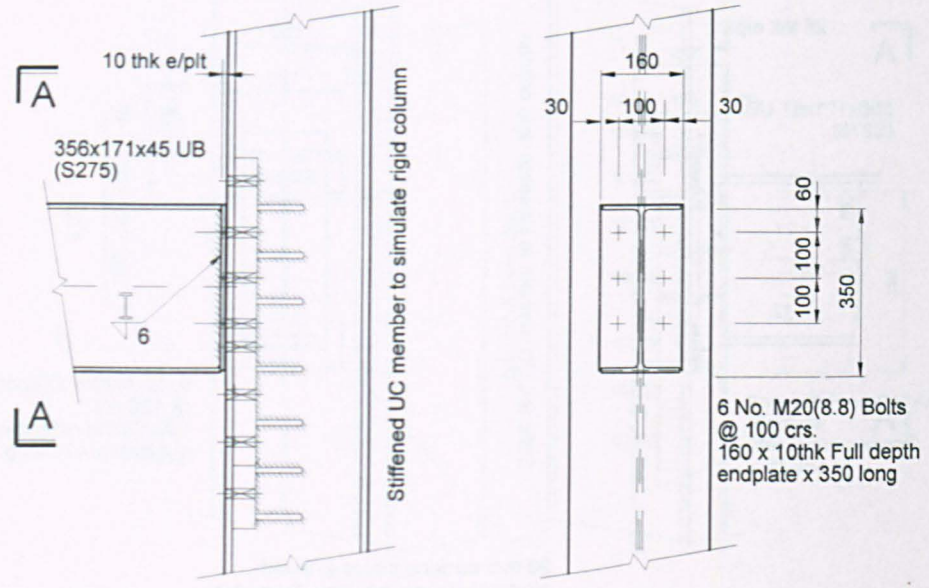 10 thk e/plt
A
356x171x45 UB
(S275)
6
A
Stiffened UC member to simulate rigid column
160
30
100
30
60
100
100
350
6 No. M20(8.8) Bolts
@ 100 crs.
160 x 10thk Full depth
endplate x 350 long